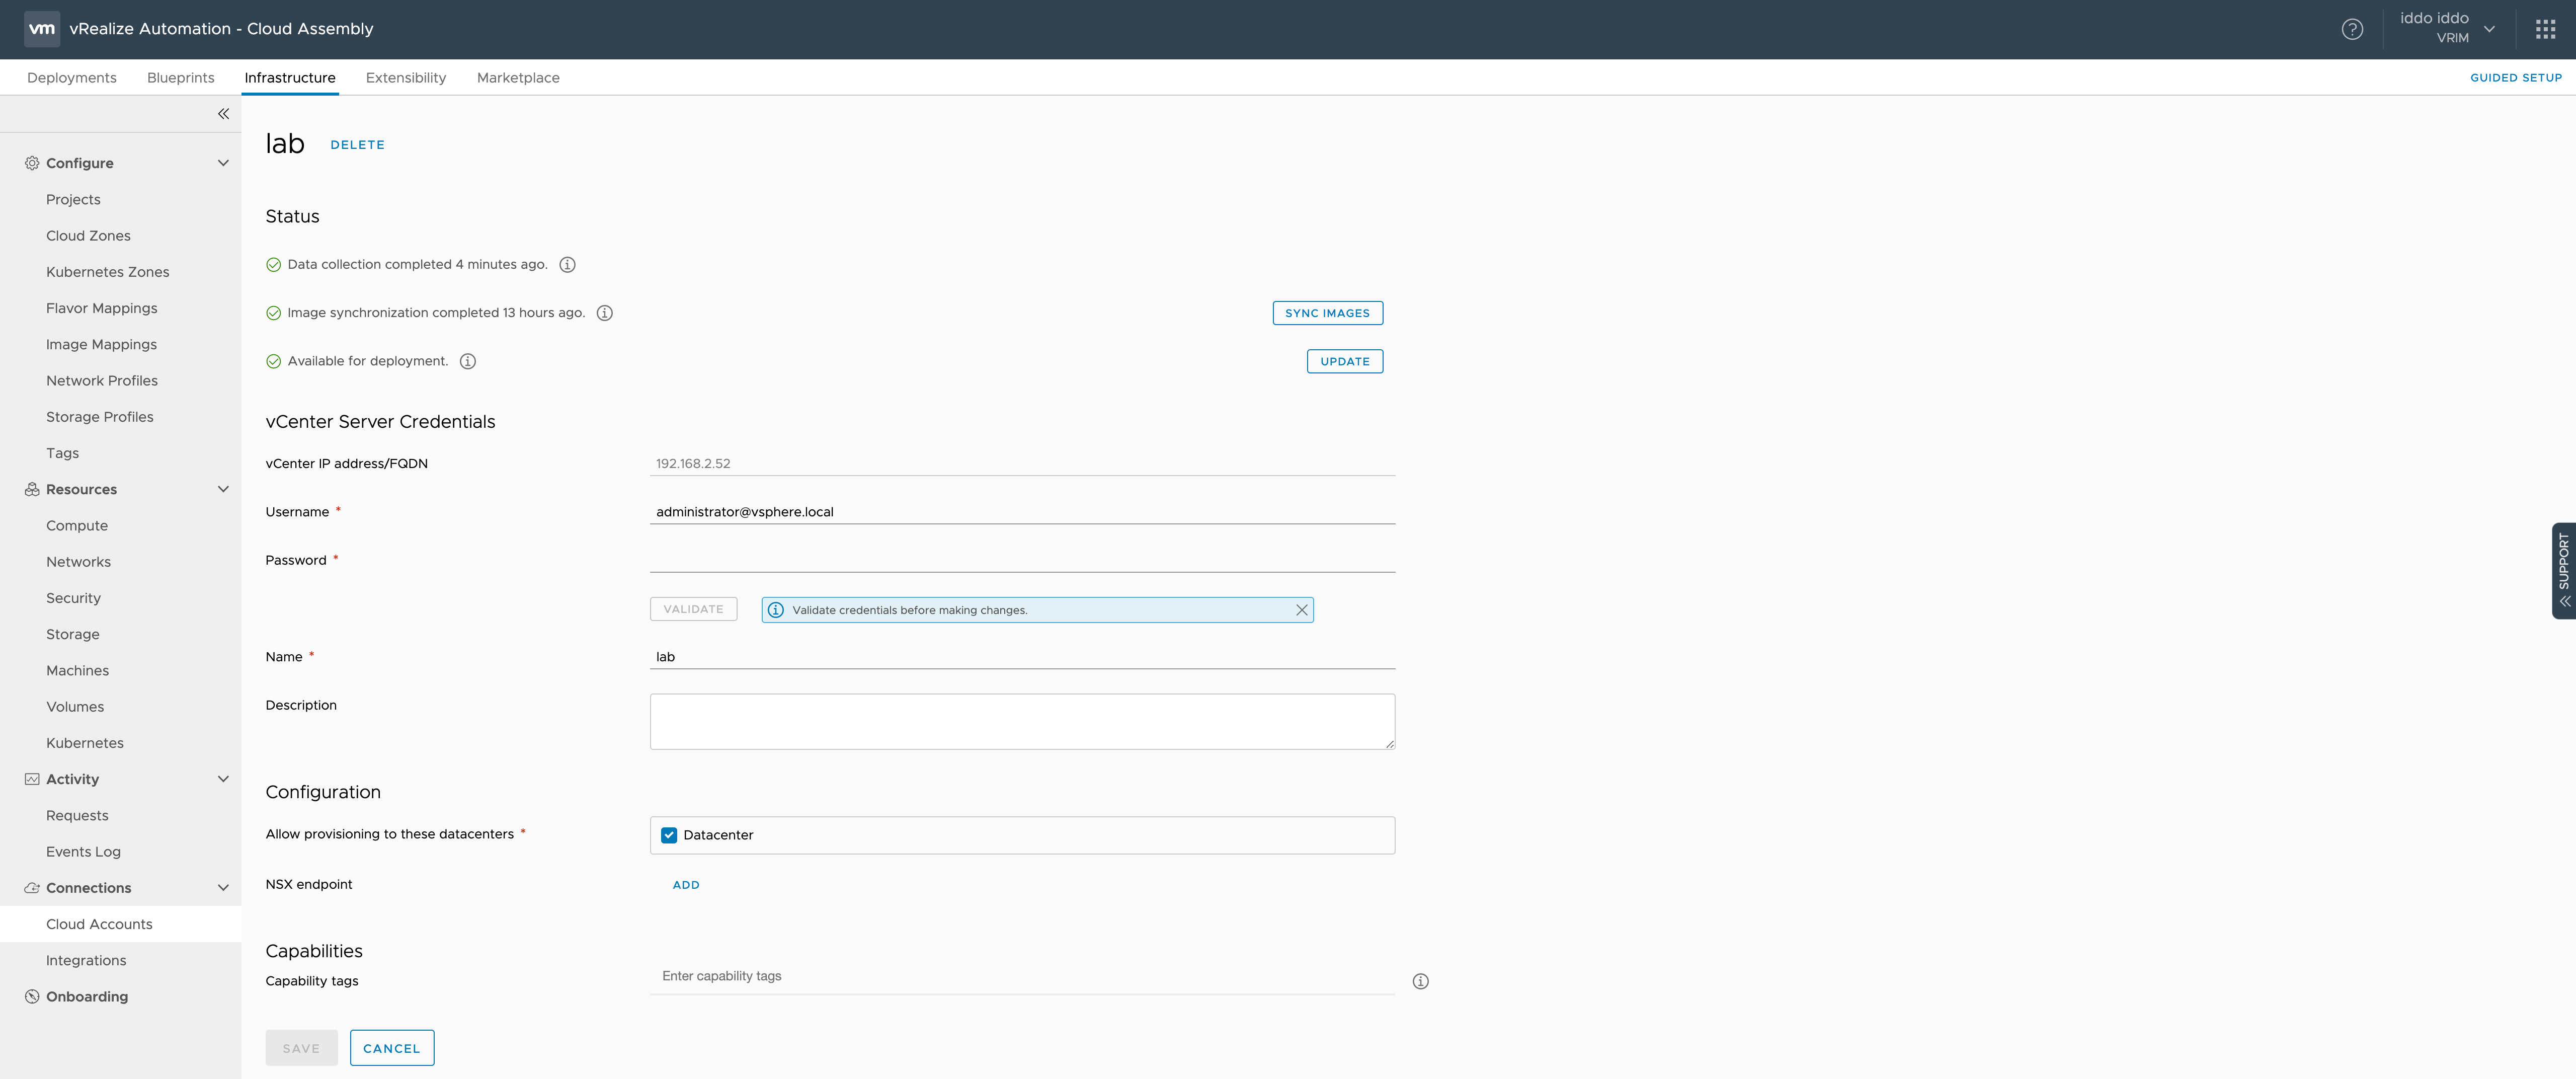 vm vRealize Automation - Cloud Assembly
iddo iddo
VRIM
Deployments Blueprints Infrastructure Extensibility Marketplace GUIDED SETUP
Configure
Projects
Cloud Zones
Kubernetes Zones
Flavor Mappings
Image Mappings
Network Profiles
Storage Profiles
Tags
Resources
Compute
Networks
Security
Storage
Machines
Volumes
Kubernetes
Activity
Requests
Events Log
Connections
Cloud Accounts
Integrations
Onboarding
lab DELETE
Status
Data collection completed 4 minutes ago.
Image synchronization completed 13 hours ago. SYNC IMAGES
Available for deployment. UPDATE
vCenter Server Credentials
vCenter IP address/FQDN 192.168.2.52
Username * administrator@vsphere.local
Password *
VALIDATE Validate credentials before making changes.
Name * lab
Description
Configuration
Allow provisioning to these datacenters * Datacenter
NSX endpoint ADD
Capabilities
Capability tags Enter capability tags
SAVE CANCEL
SUPPORT